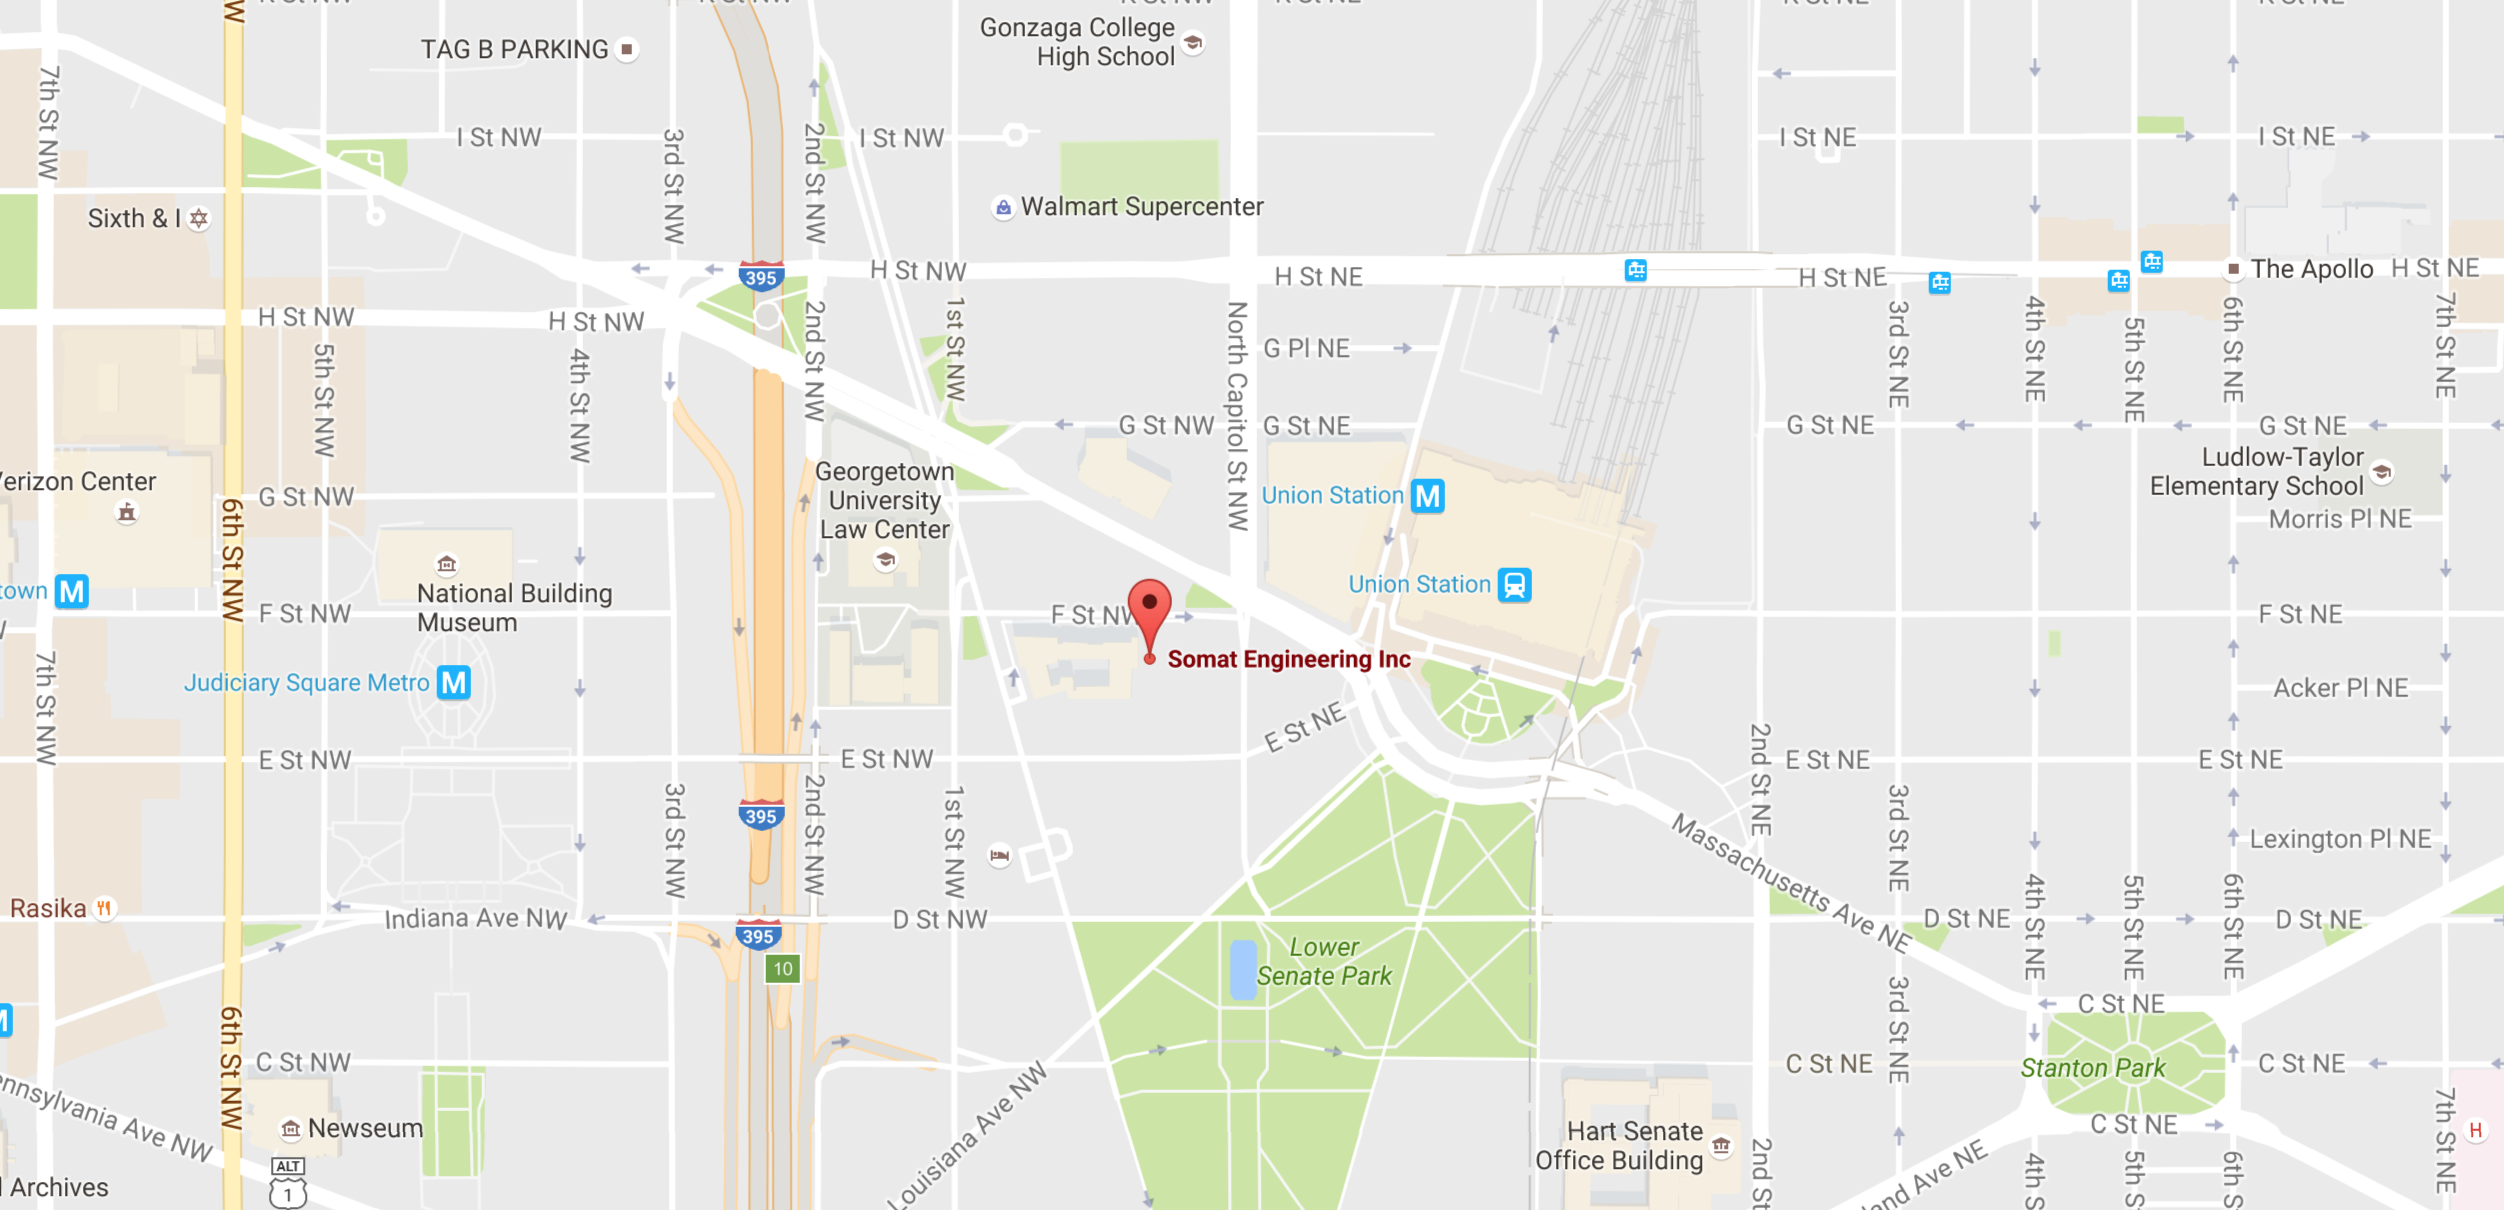 K St NW
K St NW
K St NE
K St NE
K St NE
TAG B PARKING
Gonzaga College
High School
7th St NW
I St NW
3rd St NW
2nd St NW
I St NW
I St NE
I St NE
Sixth & I
Walmart Supercenter
395
H St NW
H St NE
H St NE
The Apollo
H St NE
H St NW
H St NW
5th St NW
4th St NW
2nd St NW
1st St NW
North Capitol St NW
G Pl NE
3rd St NE
4th St NE
5th St NE
6th St NE
7th St NE
G St NW
G St NE
G St NE
G St NE
Verizon Center
G St NW
Georgetown
University
Law Center
Union Station
M
Ludlow-Taylor
Elementary School
Morris Pl NE
6th St NW
town
M
National Building
Museum
F St NW
F St NW
Union Station
F St NE
Somat Engineering Inc
Judiciary Square Metro
M
7th St NW
Acker Pl NE
E St NW
E St NW
E St NE
2nd St NE
E St NE
E St NE
395
3rd St NW
2nd St NW
1st St NW
Massachusetts Ave NE
3rd St NE
Lexington Pl NE
Rasika
Indiana Ave NW
395
D St NW
D St NE
4th St NE
5th St NE
6th St NE
D St NE
10
Lower
Senate Park
M
6th St NW
C St NW
3rd St NE
C St NE
C St NE
Stanton Park
C St NE
C St NE
ennsylvania Ave NW
Newseum
Louisiana Ave NW
Hart Senate
Office Building
7th St NE
H
ALT
1
Archives
2nd St
land Ave NE
4th S
5th S
6th S